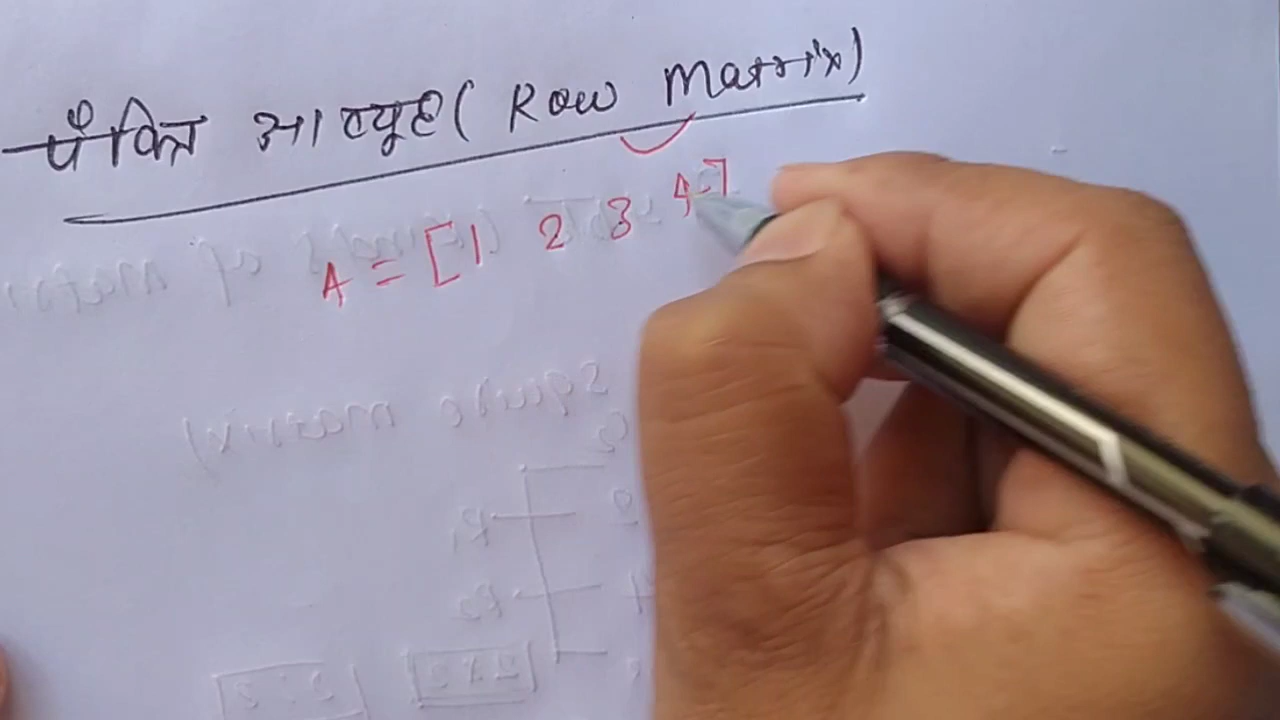 पंक्ति आव्यूह ( Row Matrix)
A = [1 2 3 4]